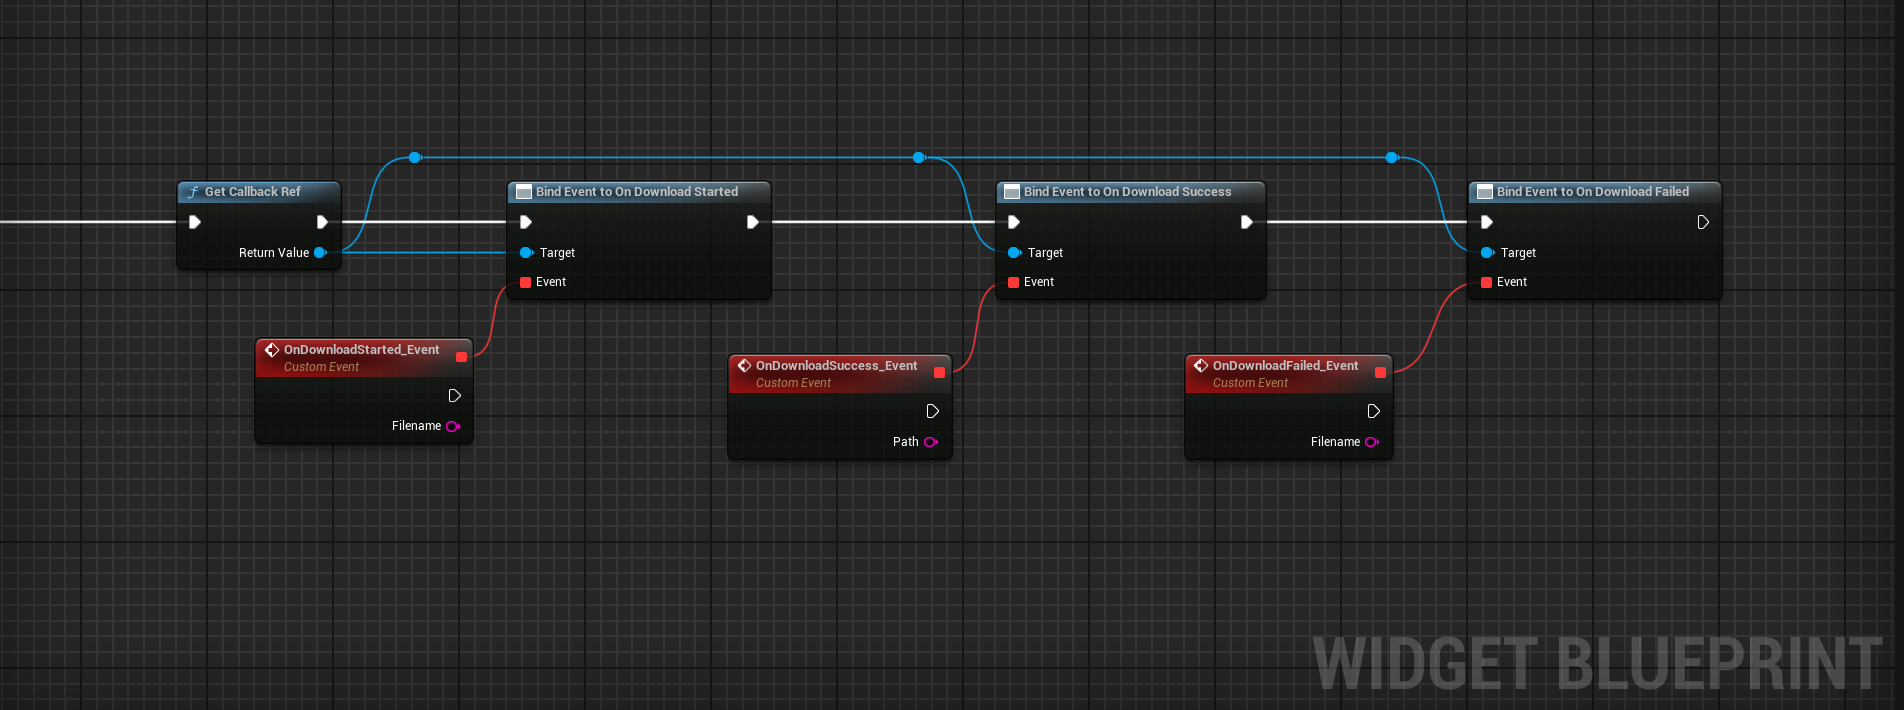 Get Callback Ref
Return Value
Bind Event to On Download Started
Target
Event
Bind Event to On Download Success
Target
Event
Bind Event to On Download Failed
Target
Event
OnDownloadStarted_Event
Custom Event
Filename
OnDownloadSuccess_Event
Custom Event
Path
OnDownloadFailed_Event
Custom Event
Filename
WIDGET BLUEPRINT